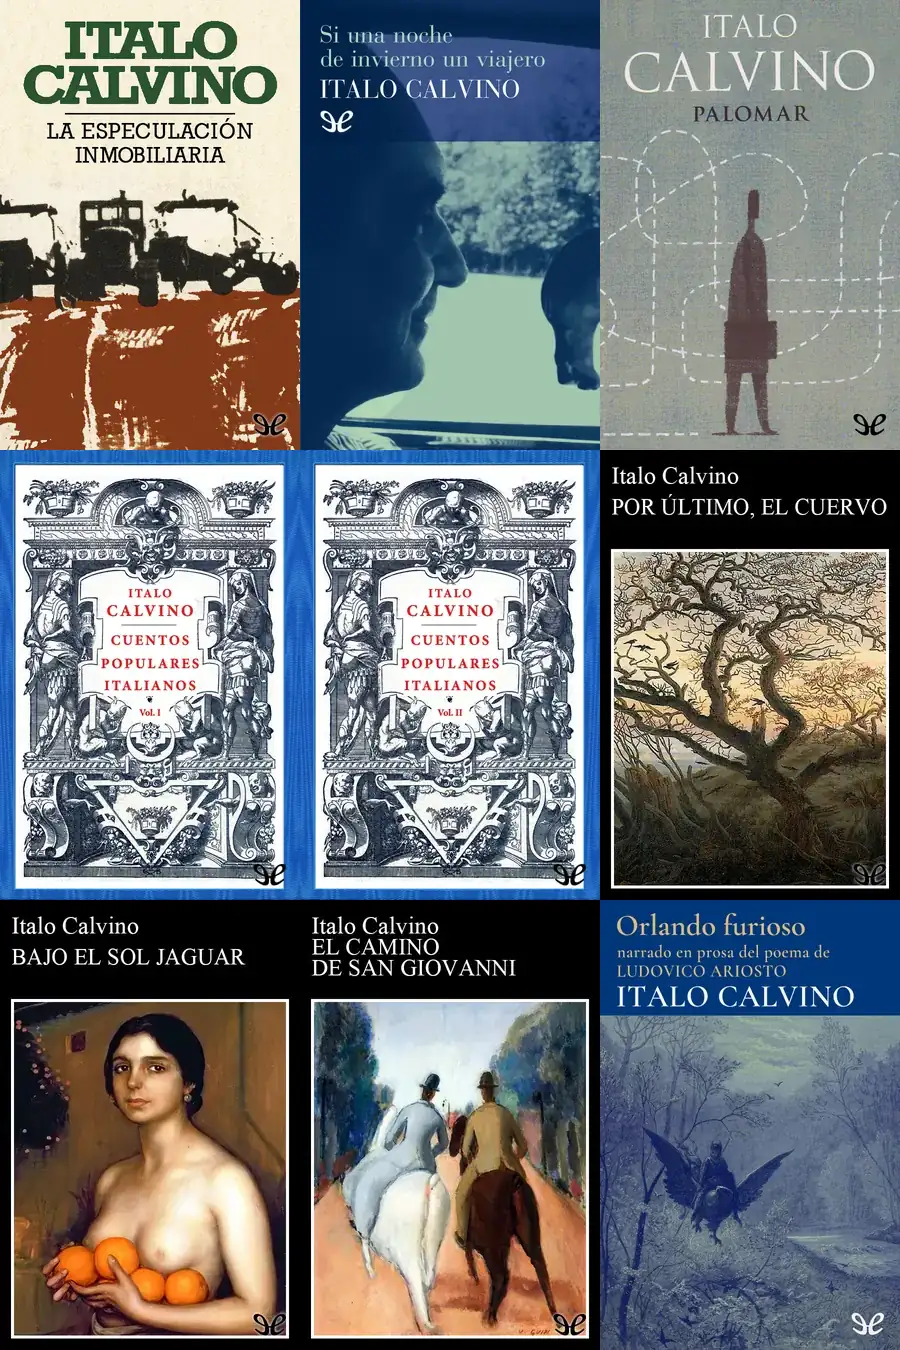 ITALO
CALVINO
LA ESPECULACIÓN
INMOBILIARIA
Si una noche
de invierno un viajero
ITALO CALVINO
ITALO
CALVINO
PALOMAR
ITALO
CALVINO
CUENTOS
POPULARES
ITALIANOS
Vol. I
ITALO
CALVINO
CUENTOS
POPULARES
ITALIANOS
Vol. II
Italo Calvino
POR ÚLTIMO, EL CUERVO
Italo Calvino
BAJO EL SOL JAGUAR
Italo Calvino
EL CAMINO
DE SAN GIOVANNI
Orlando furioso
narrado en prosa del poema de
LUDOVICO ARIOSTO
ITALO CALVINO